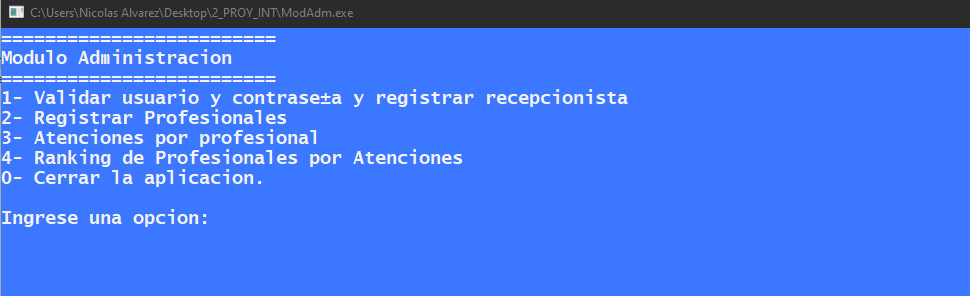 C:\Users\Nicolas Alvarez\Desktop\2_PROY_INT\ModAdm.exe
=========================
Modulo Administracion
=========================
1- Validar usuario y contrase±a y registrar recepcionista
2- Registrar Profesionales
3- Atenciones por profesional
4- Ranking de Profesionales por Atenciones
0- Cerrar la aplicacion.
Ingrese una opcion: